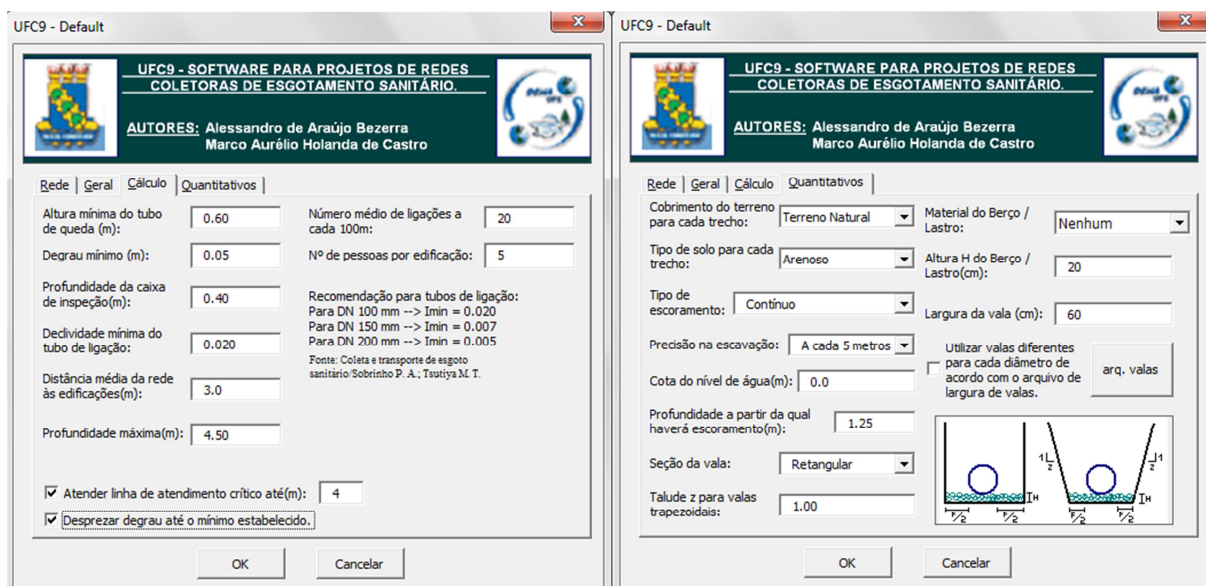 UFC9 - Default
UFC9 - SOFTWARE PARA PROJETOS DE REDES
COLETORAS DE ESGOTAMENTO SANITÁRIO.
AUTORES: Alessandro de Araújo Bezerra
Marco Aurélio Holanda de Castro
Rede | Geral | Cálculo | Quantitativos
Altura mínima do tubo
de queda (m):
0.60
Degrau mínimo (m):
0.05
Profundidade da caixa
de inspeção(m):
0.40
Declividade mínima do
tubo de ligação:
0.020
Distância média da rede
às edificações(m):
3.0
Profundidade máxima(m):
4.50
Número médio de ligações a
cada 100m:
20
Nº de pessoas por edificação:
5
Recomendação para tubos de ligação:
Para DN 100 mm --> Imin = 0.020
Para DN 150 mm --> Imin = 0.007
Para DN 200 mm --> Imin = 0.005
Fonte: Coleta e transporte de esgoto
sanitário/Sobrinho P. A.; Tsutiya M. T.
Atender linha de atendimento crítico até(m):
4
Desprezar degrau até o mínimo estabelecido.
OK
Cancelar
UFC9 - Default
UFC9 - SOFTWARE PARA PROJETOS DE REDES
COLETORAS DE ESGOTAMENTO SANITÁRIO.
AUTORES: Alessandro de Araújo Bezerra
Marco Aurélio Holanda de Castro
Rede | Geral | Cálculo | Quantitativos
Cobrimento do terreno
para cada trecho:
Terreno Natural
Tipo de solo para cada
trecho:
Arenoso
Tipo de
escoramento:
Contínuo
Precisão na escavação:
A cada 5 metros
Cota do nível de água(m):
0.0
Profundidade a partir da qual
haverá escoramento(m):
1.25
Seção da vala:
Retangular
Talude z para valas
trapezoidais:
1.00
Material do Berço /
Lastro:
Nenhum
Altura H do Berço /
Lastro(cm):
20
Largura da vala (cm):
60
Utilizar valas diferentes
para cada diâmetro de
acordo com o arquivo de
largura de valas.
arq. valas
1
z
1
z
H
H
F/2
F/2
F/2
F/2
OK
Cancelar